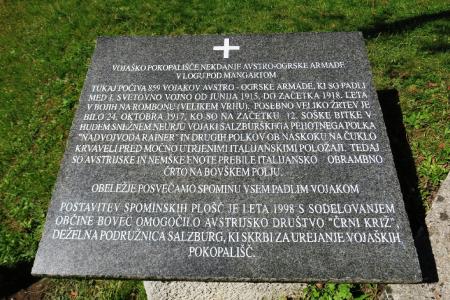 VOJAŠKO POKOPALIŠČE NEKDANJE AVSTRO-OGRSKE ARMADE
V LOGU POD MANGARTOM
TUKAJ POČIVA 859 VOJAKOV AVSTRO - OGRSKE ARMADE, KI SO PADLI
MED I. SVETOVNO VOJNO OD JUNIJA 1915, DO ZAČETKA 1918. LETA
V BOJIH NA ROMBONU (VELIKEM VRHU). POSEBNO VELIKO ŽRTEV JE
BILO 24. OKTOBRA 1917, KO SO NA ZAČETKU 12. SOŠKE BITKE V
HUDEM SNEŽNEM NEURJU VOJAKI SALZBURŠKEGA PEHOTNEGA POLKA
"NADVOJVODA RAINER" IN DRUGIH POLKOV OB NASKOKU NA ČUKLO
KRVAVELI PRED MOČNO UTRJENIMI ITALIJANSKIMI POLOŽAJI. TEDAJ
SO AVSTRIJSKE IN NEMŠKE ENOTE PREBILE ITALIJANSKO OBRAMBNO
ČRTO NA BOVŠKEM POLJU.
OBELEŽJE POSVEČAMO SPOMINU VSEM PADLIM VOJAKOM
POSTAVITEV SPOMINSKIH PLOŠČ JE LETA 1998 S SODELOVANJEM
OBČINE BOVEC OMOGOČILO AVSTRIJSKO DRUŠTVO "ČRNI KRIŽ",
DEŽELNA PODRUŽNICA SALZBURG, KI SKRBI ZA UREJANJE VOJAŠKIH
POKOPALIŠČ.